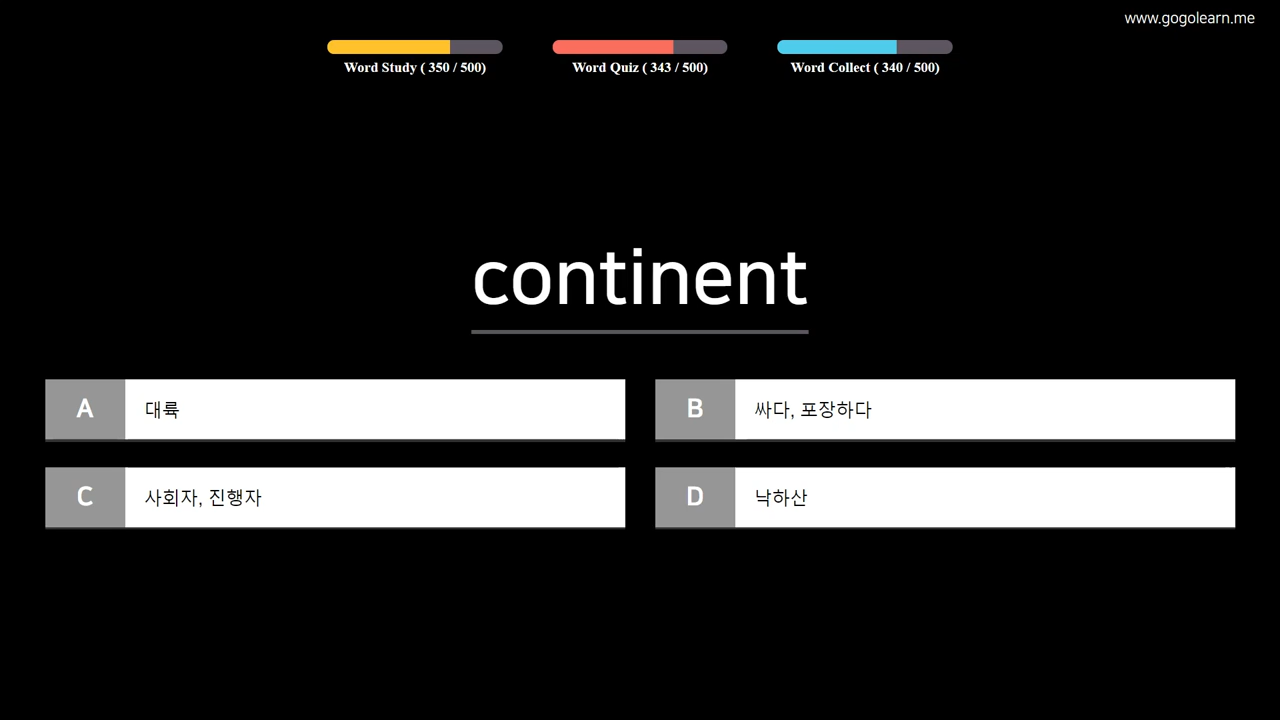 www.gogolearn.me
Word Study ( 350 / 500)
Word Quiz ( 343 / 500)
Word Collect ( 340 / 500)
continent
A 대륙
B 싸다, 포장하다
C 사회자, 진행자
D 낙하산